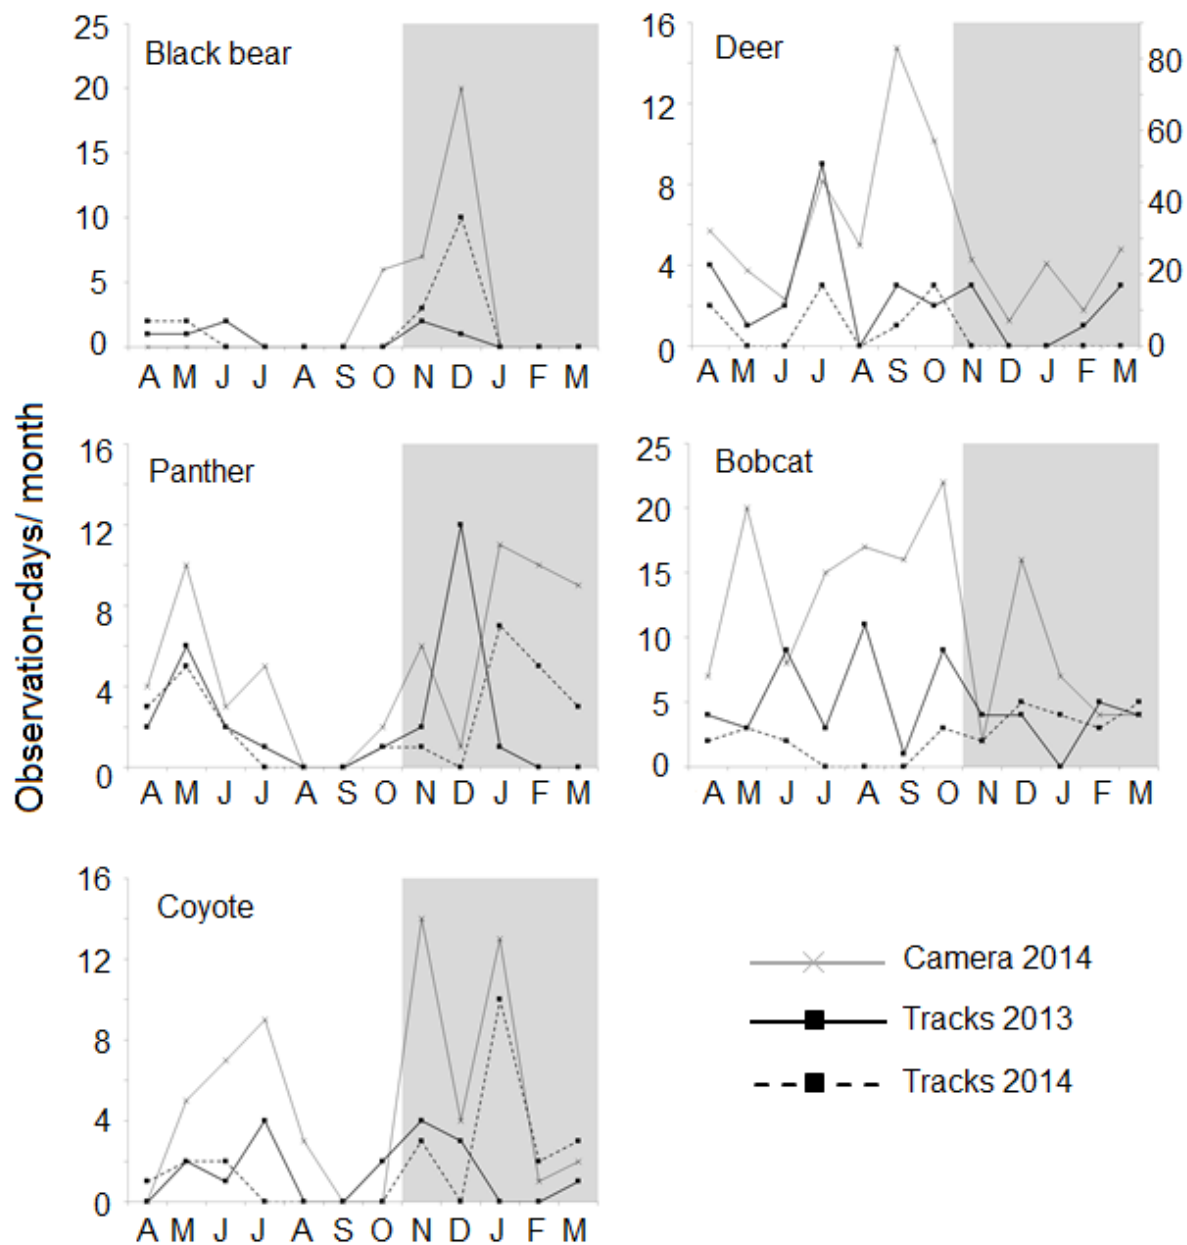 Observation-days/ month
Black bear
25
20
15
10
5
0
A M J J A S O N D J F M
Deer
16
12
8
4
0
80
60
40
20
0
A M J J A S O N D J F M
Panther
16
12
8
4
0
A M J J A S O N D J F M
Bobcat
25
20
15
10
5
0
A M J J A S O N D J F M
Coyote
16
12
8
4
0
A M J J A S O N D J F M
Camera 2014
Tracks 2013
Tracks 2014